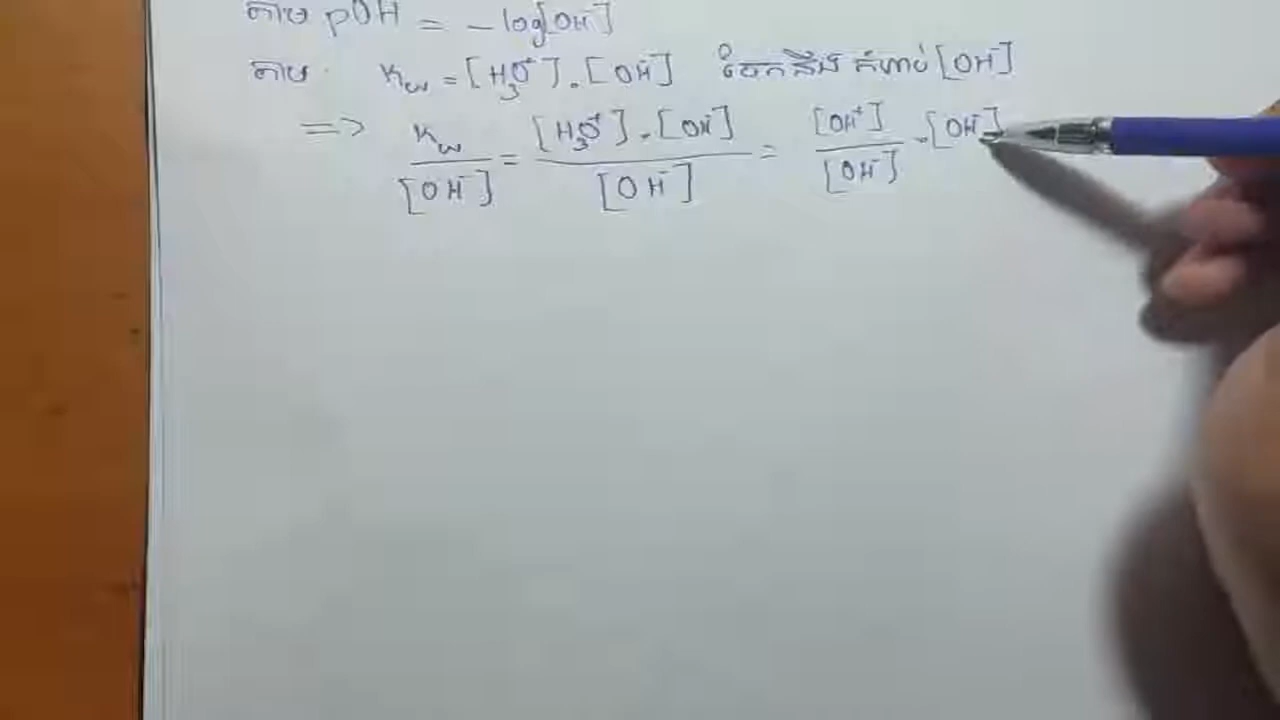 តាម pOH = -log[OH⁻]
តាម Kw = [H₃O⁺].[OH⁻] ចែកនឹងកំហាប់ [OH⁻]
=> Kw/[OH⁻] = [H₃O⁺].[OH⁻]/[OH⁻] = [OH⁺]/[OH⁻] . [OH⁻]